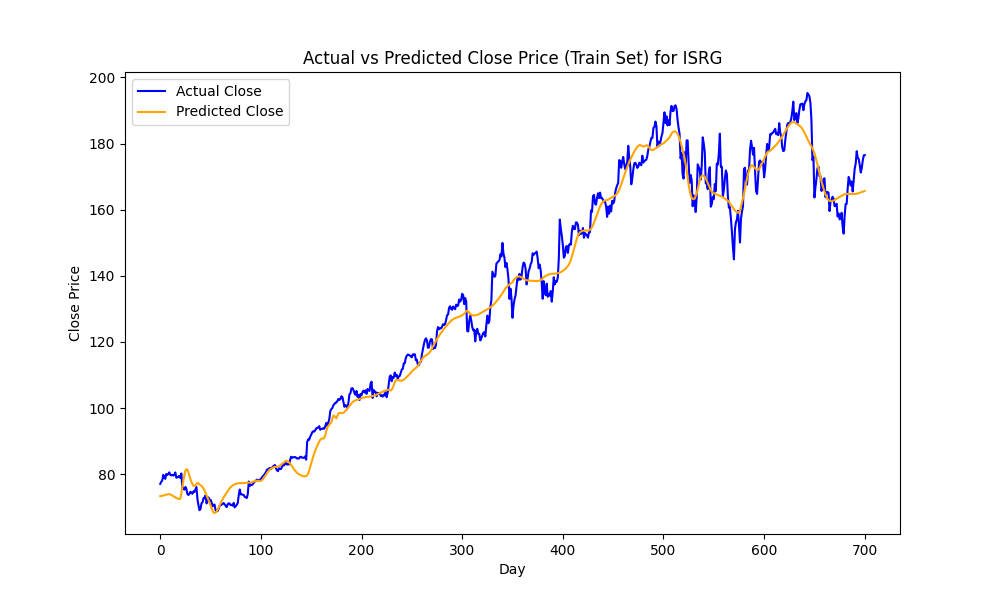 Actual vs Predicted Close Price (Train Set) for ISRG
Actual Close
Predicted Close
Close Price
200
180
160
140
120
100
80
0 100 200 300 400 500 600 700
Day